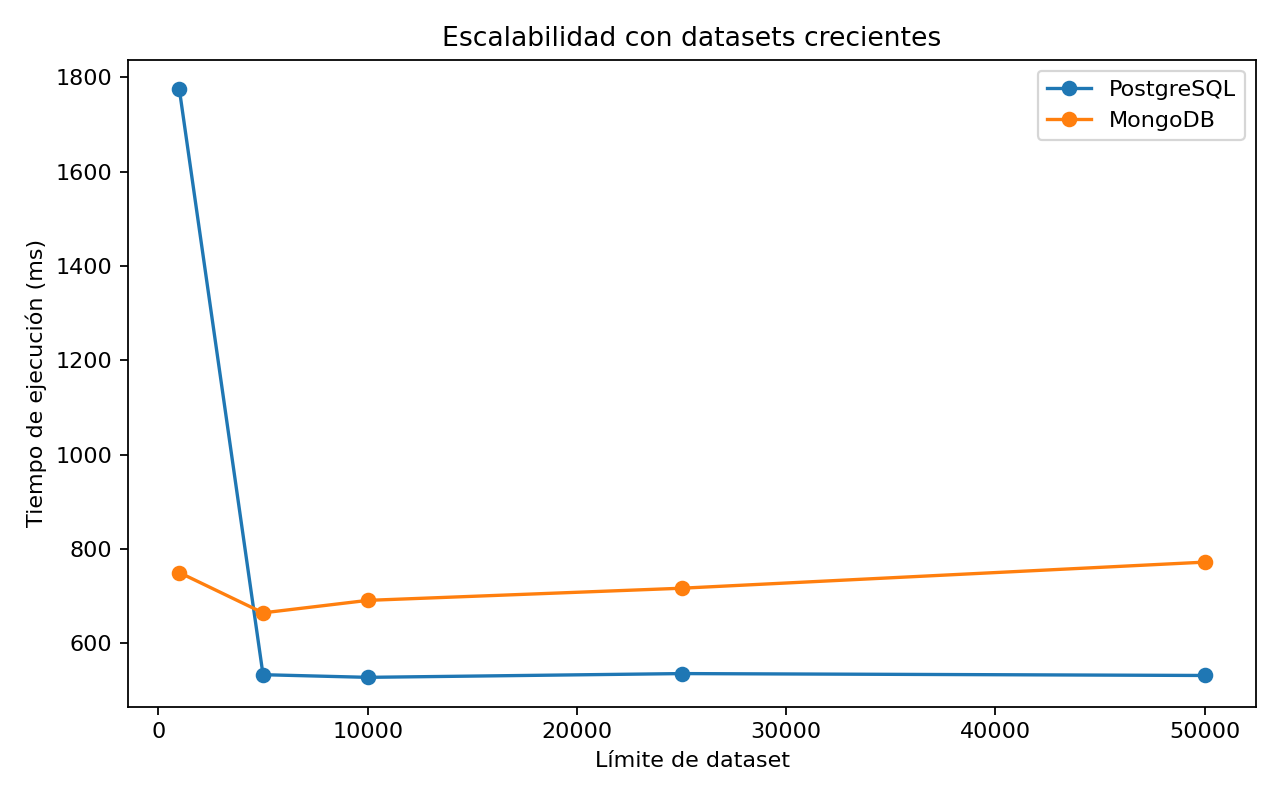 Escalabilidad con datasets crecientes
PostgreSQL
MongoDB
Tiempo de ejecución (ms)
1800
1600
1400
1200
1000
800
600
0
10000
20000
30000
40000
50000
Límite de dataset